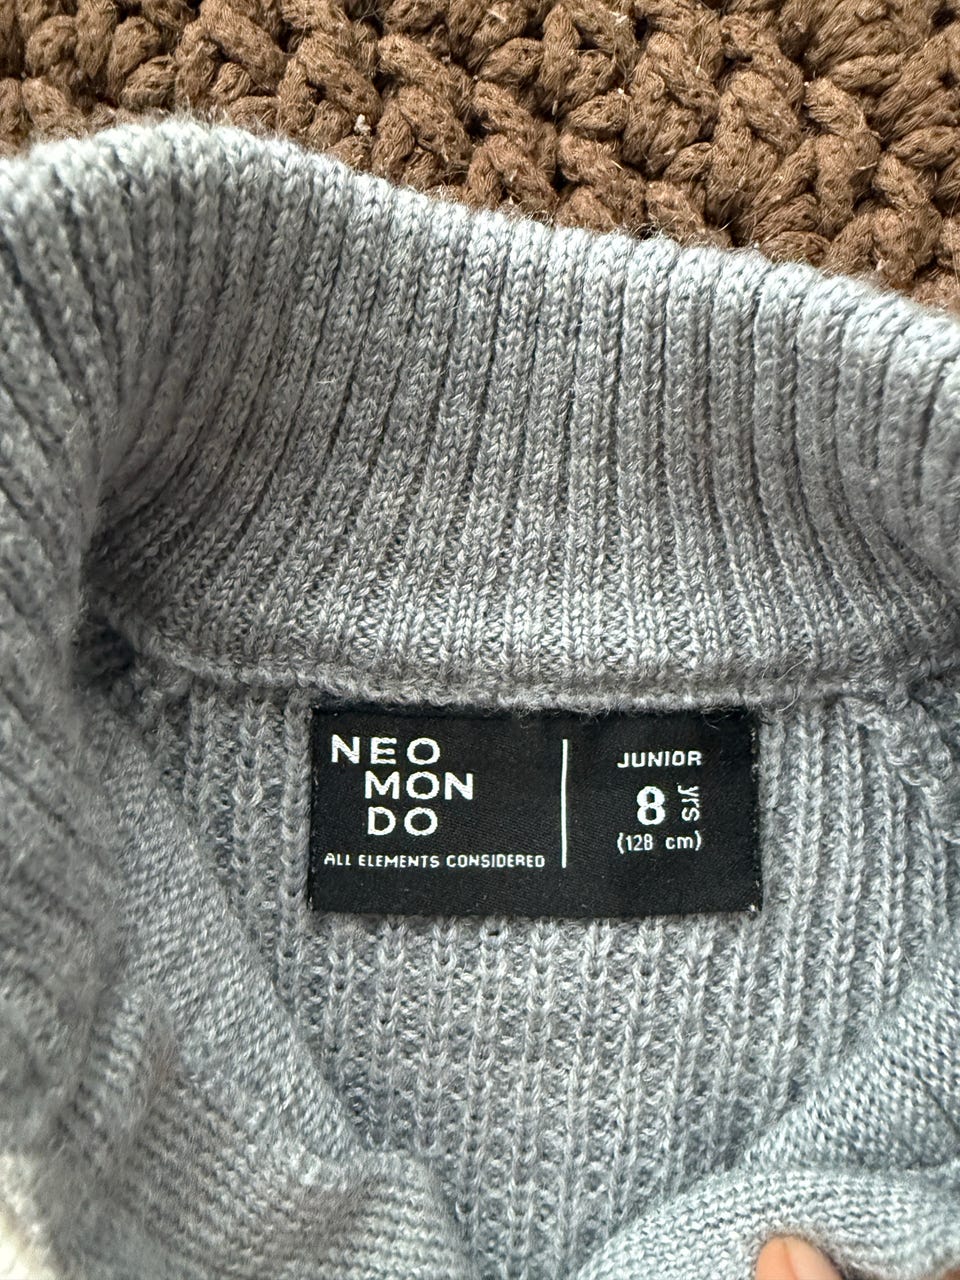 NEO
MON
DO
ALL ELEMENTS CONSIDERED
JUNIOR
8 yrs
(128 cm)